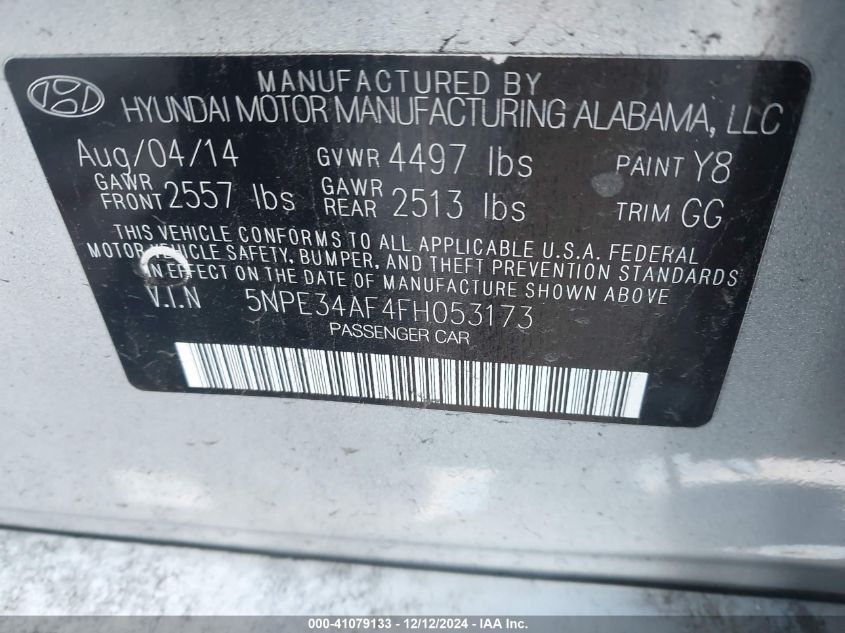 MANUFACTURED BY
HYUNDAI MOTOR MANUFACTURING ALABAMA, LLC
Aug/04/14 GVWR 4497 lbs PAINT Y8
GAWR FRONT 2557 lbs GAWR REAR 2513 lbs TRIM GG
THIS VEHICLE CONFORMS TO ALL APPLICABLE U.S.A. FEDERAL
MOTOR VEHICLE SAFETY, BUMPER, AND THEFT PREVENTION STANDARDS
IN EFFECT ON THE DATE OF MANUFACTURE SHOWN ABOVE
V.I.N 5NPE34AF4FH053173
PASSENGER CAR
000-41079133 - 12/12/2024 - IAA Inc.